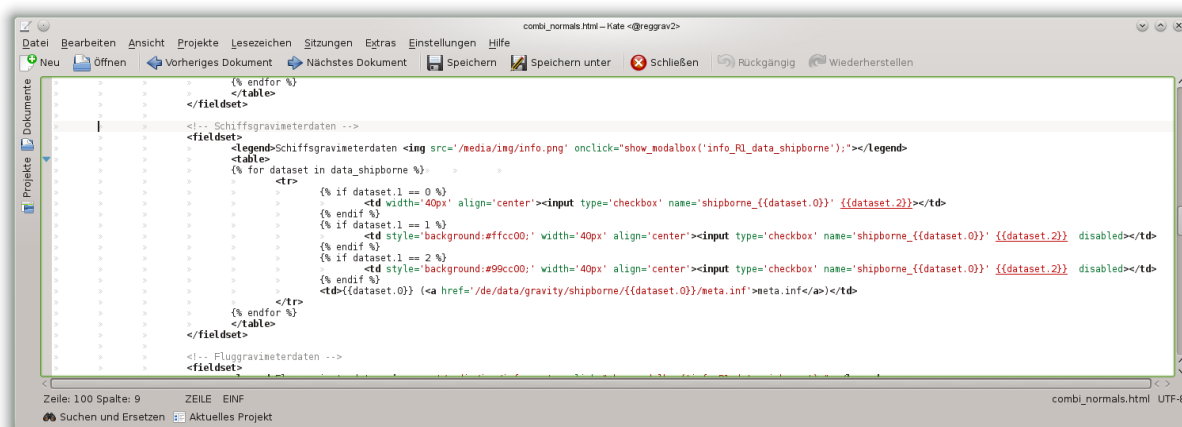 combi_normals.html – Kate <@reggrav2>
Datei Bearbeiten Ansicht Projekte Lesezeichen Sitzungen Extras Einstellungen Hilfe
Neu Öffnen Vorheriges Dokument Nächstes Dokument Speichern Speichern unter Schließen Rückgängig Wiederherstellen
Dokumente
Projekte
{% endfor %}
</table>
</fieldset>
<!-- Schiffsgravimeterdaten -->
<fieldset>
<legend>Schiffsgravimeterdaten <img src='/media/img/info.png' onclick="show_modalbox('info_R1_data_shipborne');"></legend>
<table>
{% for dataset in data_shipborne %}
<tr>
{% if dataset.1 == 0 %}
<td width='40px' align='center'><input type='checkbox' name='shipborne_{{dataset.0}}' {{dataset.2}}></td>
{% endif %}
{% if dataset.1 == 1 %}
<td style='background:#ffcc00;' width='40px' align='center'><input type='checkbox' name='shipborne_{{dataset.0}}' {{dataset.2}} disabled></td>
{% endif %}
{% if dataset.1 == 2 %}
<td style='background:#99cc00;' width='40px' align='center'><input type='checkbox' name='shipborne_{{dataset.0}}' {{dataset.2}} disabled></td>
{% endif %}
<td>{{dataset.0}} (<a href='/de/data/gravity/shipborne/{{dataset.0}}/meta.inf'>meta.inf</a>)</td>
</tr>
{% endfor %}
</table>
</fieldset>
<!-- Fluggravimeterdaten -->
<fieldset>
Zeile: 100 Spalte: 9 ZEILE EINF combi_normals.html UTF-8
Suchen und Ersetzen Aktuelles Projekt